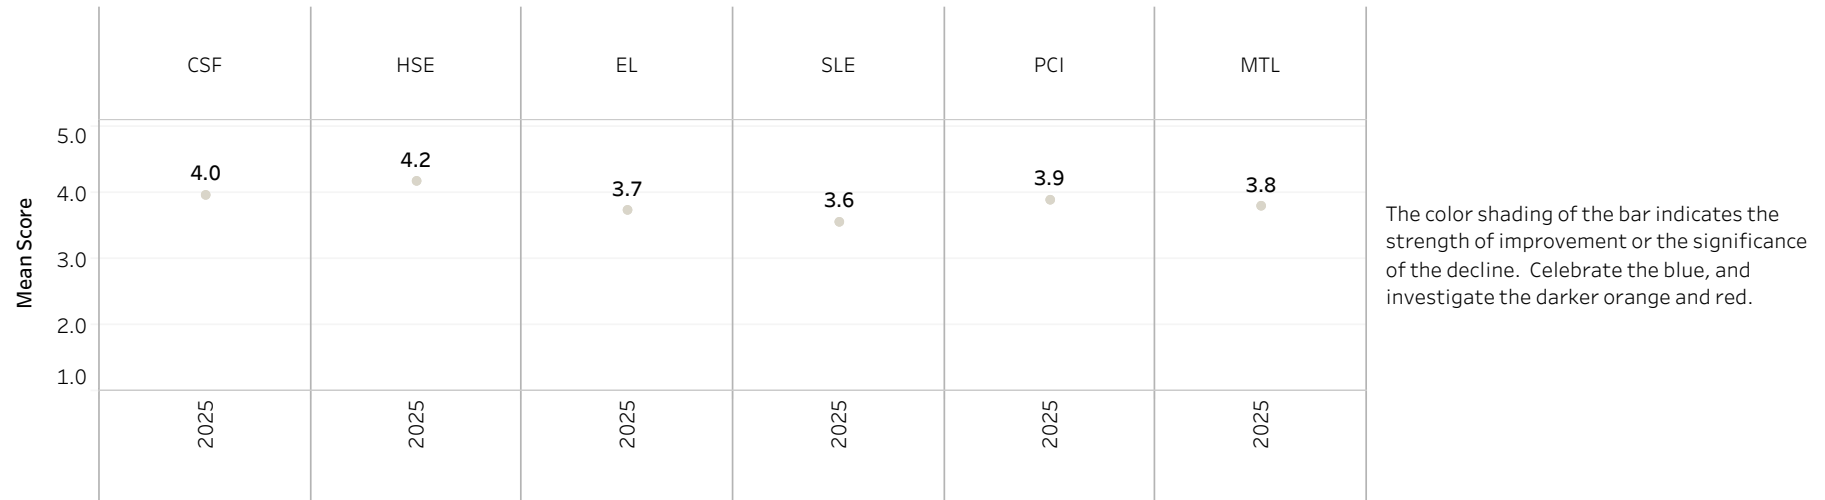 CSF HSE EL SLE PCI MTL
5.0
4.0
3.0
2.0
1.0
Mean Score
4.0 4.2 3.7 3.6 3.9 3.8
2025 2025 2025 2025 2025 2025
The color shading of the bar indicates the
strength of improvement or the significance
of the decline.  Celebrate the blue, and
investigate the darker orange and red.